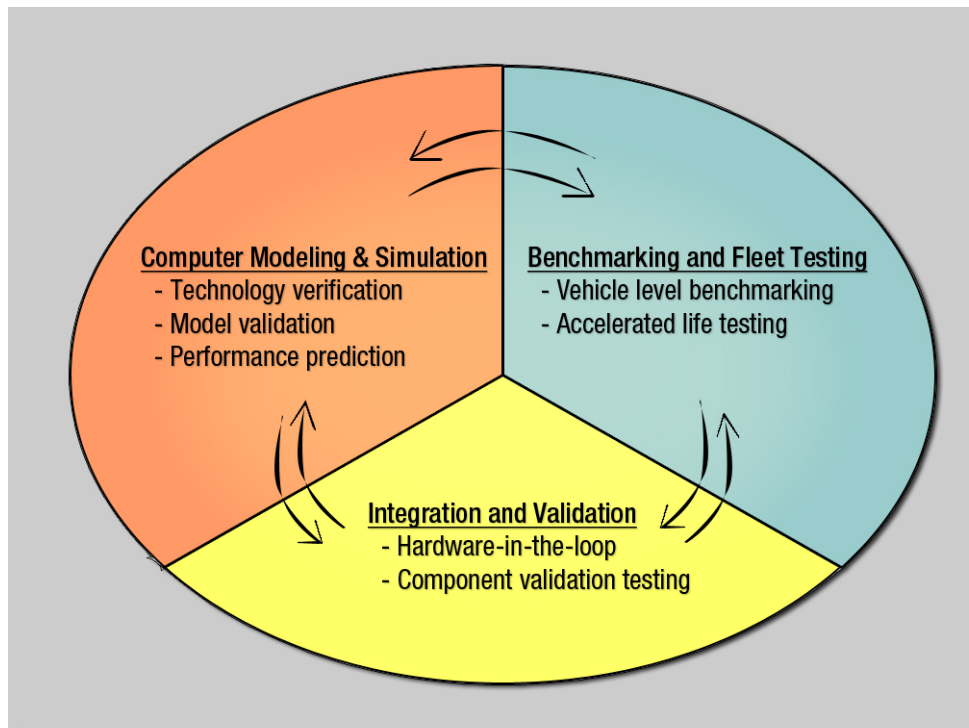 Computer Modeling & Simulation
- Technology verification
- Model validation
- Performance prediction
Benchmarking and Fleet Testing
- Vehicle level benchmarking
- Accelerated life testing
Integration and Validation
- Hardware-in-the-loop
- Component validation testing